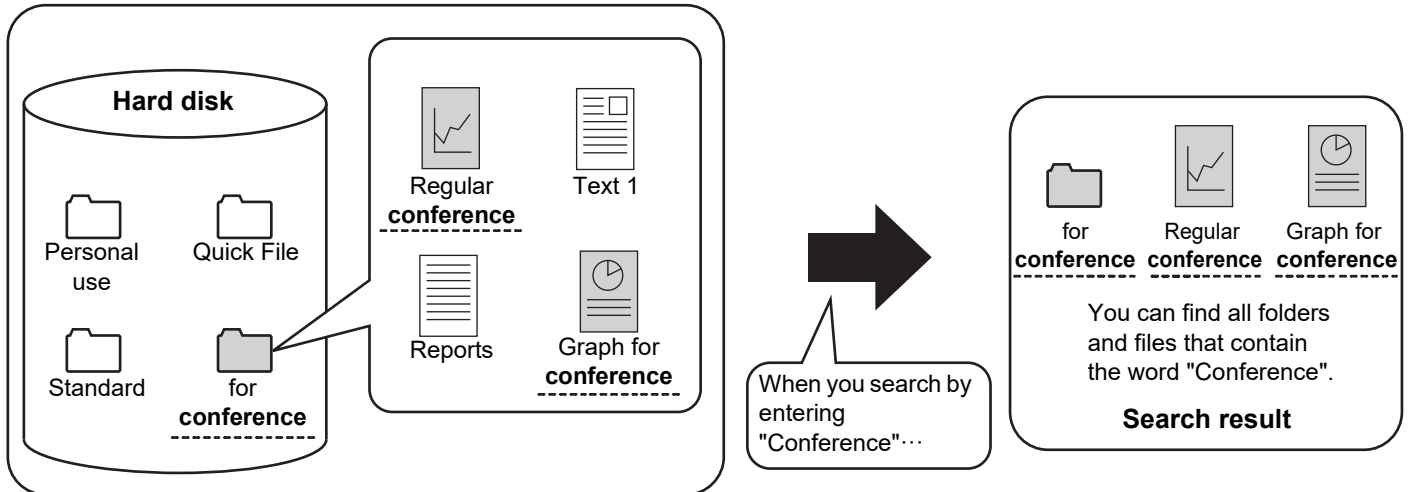 Hard disk
Personal
use
Quick File
Standard
for
conference
Regular
conference
Text 1
Reports
Graph for
conference
When you search by
entering
"Conference"···
for
conference
Regular
conference
Graph for
conference
You can find all folders
and files that contain
the word "Conference".
Search result